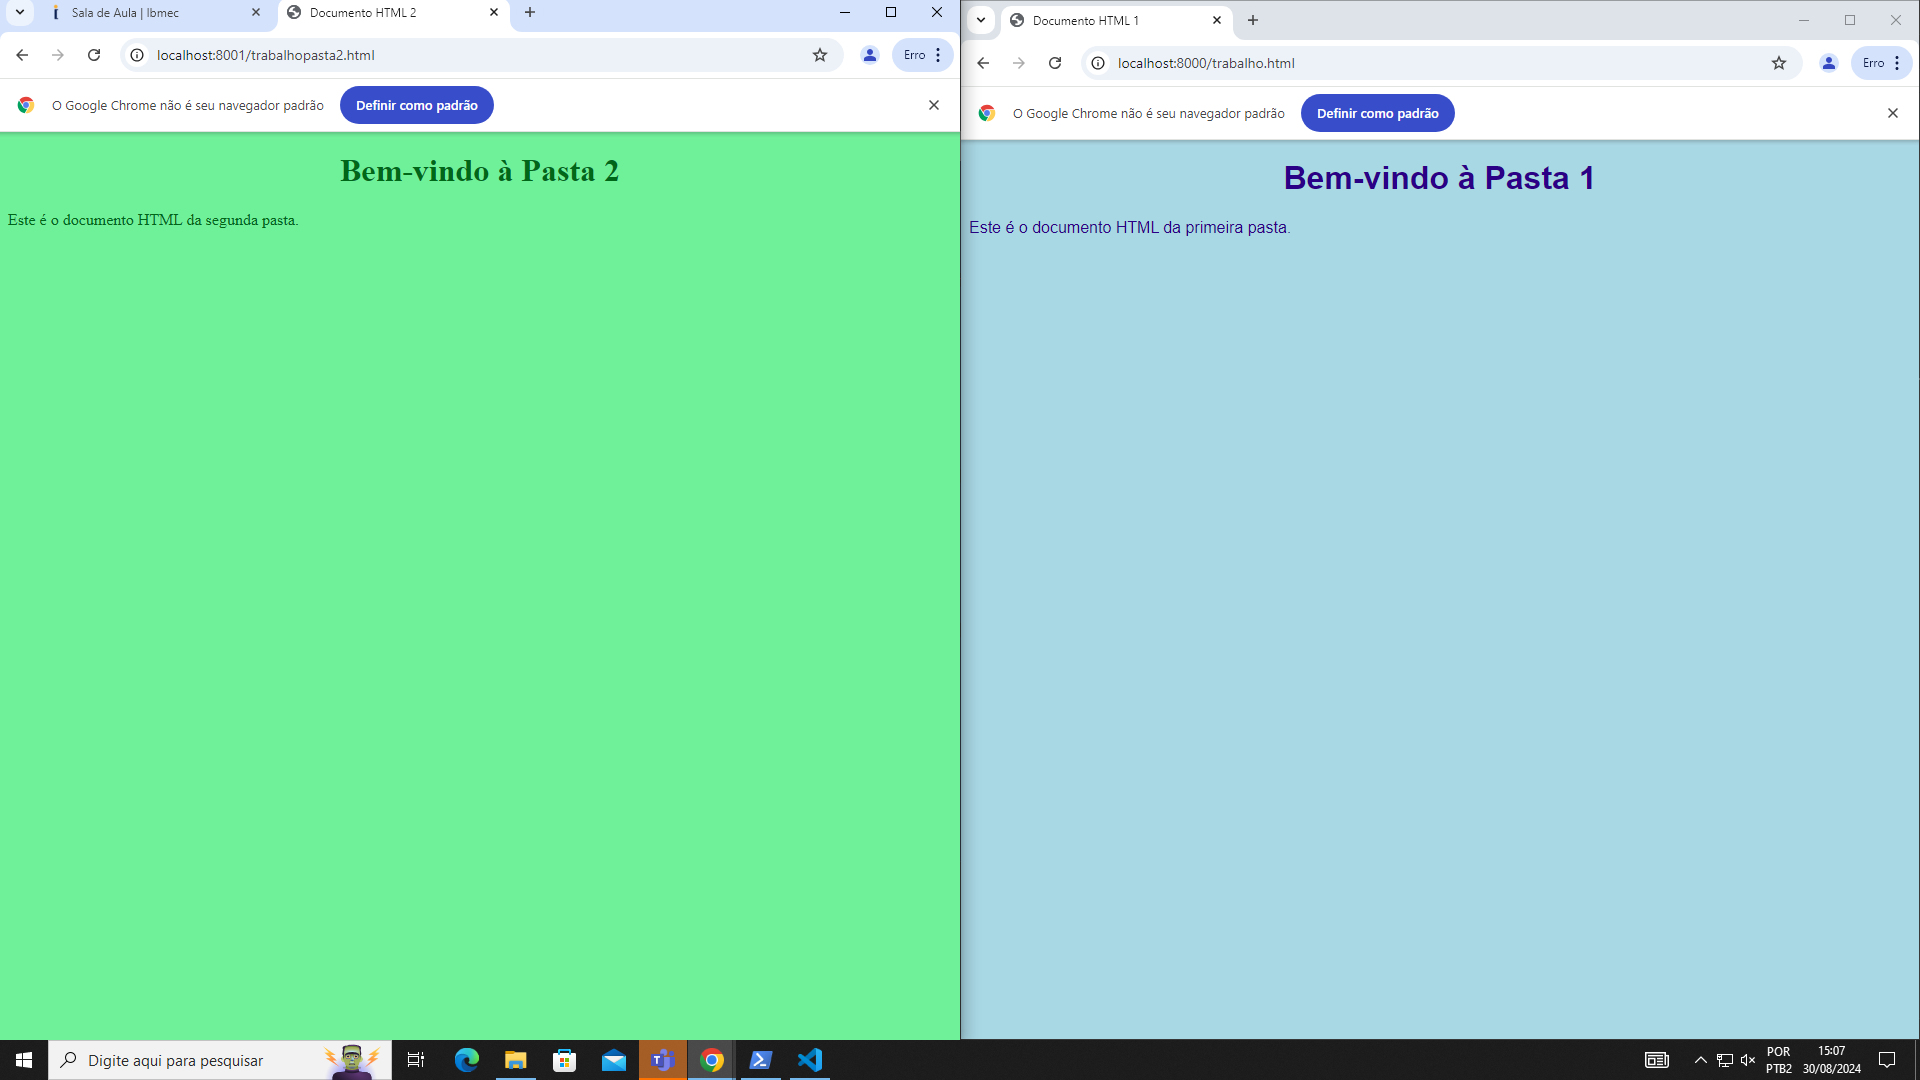 Sala de Aula | Ibmec
Documento HTML 2
localhost:8001/trabalhopasta2.html
Erro
O Google Chrome não é seu navegador padrão
Definir como padrão
Bem-vindo à Pasta 2
Este é o documento HTML da segunda pasta.
Documento HTML 1
localhost:8000/trabalho.html
Erro
O Google Chrome não é seu navegador padrão
Definir como padrão
Bem-vindo à Pasta 1
Este é o documento HTML da primeira pasta.
Digite aqui para pesquisar
POR
PTB2
15:07
30/08/2024